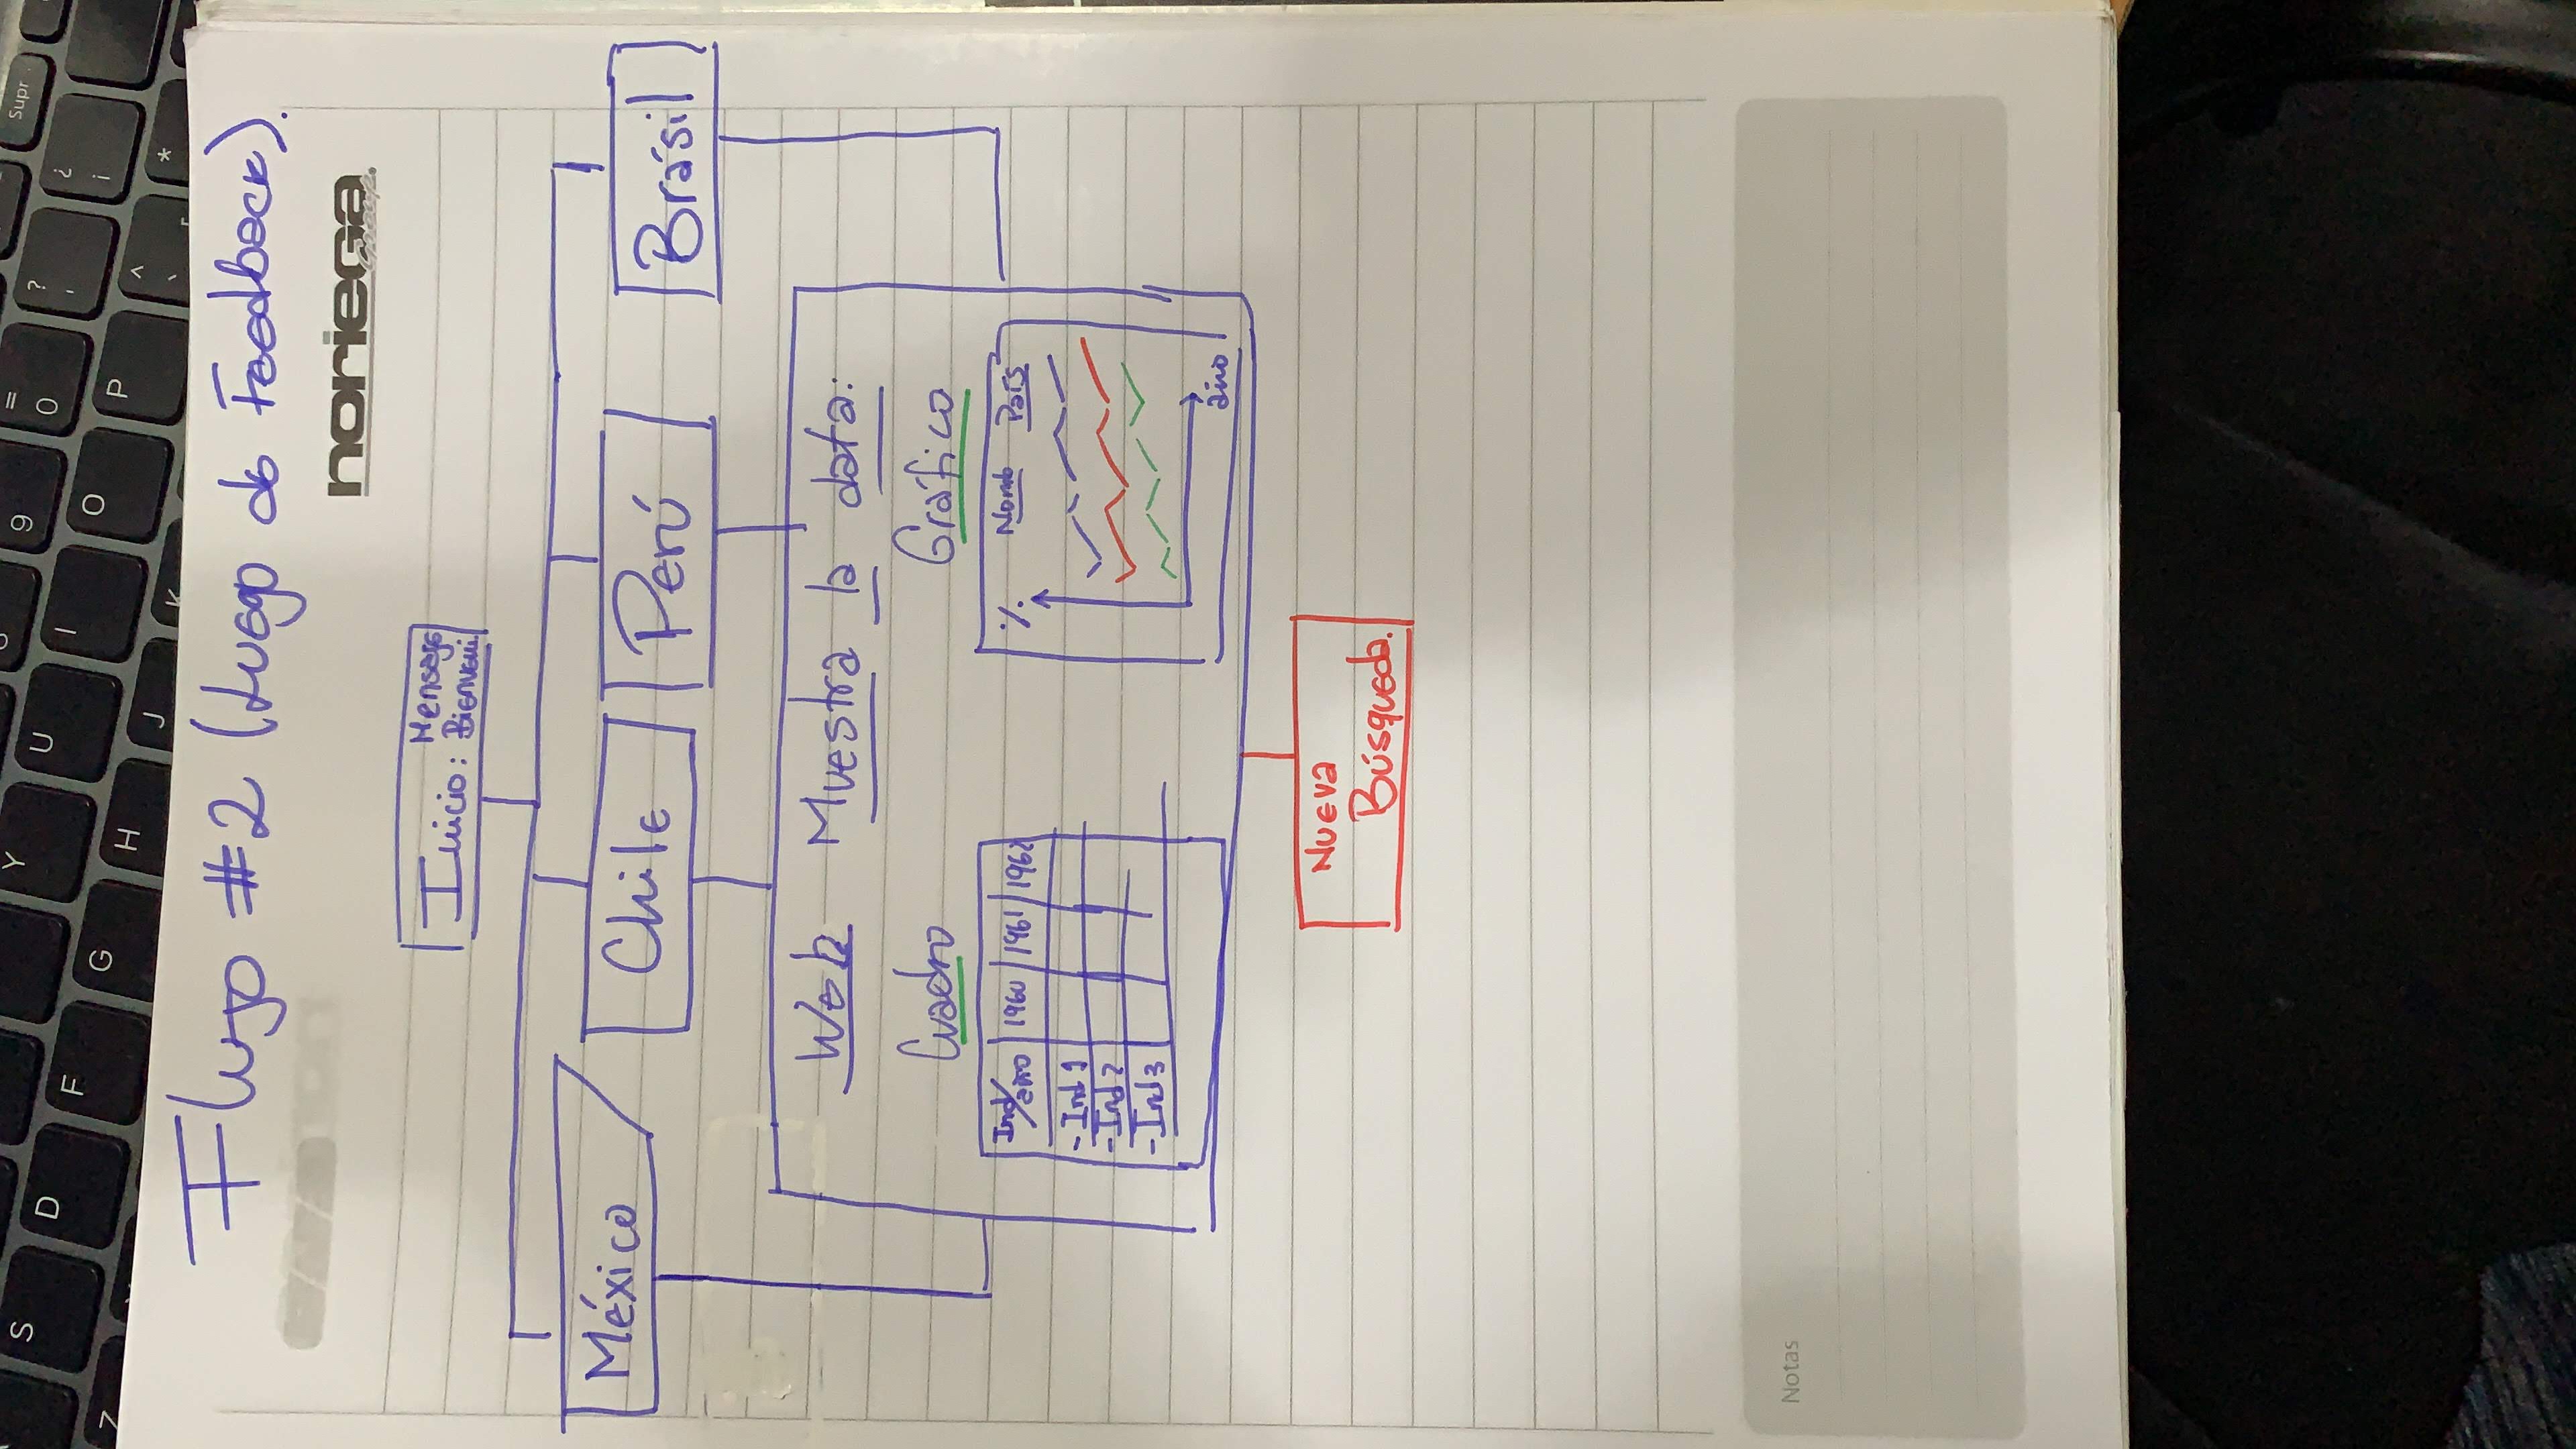 S D F G H J Y U I O P
9 = 0 ? ' ¿ ¡ Supr
Z K ^ *
Flujo #2 (Luego de Feedback).
noriega
Group.
Inicio: Mensaje
Bienveni.
México Chile Perú Brásil
Web Muestra la data:
Cuadro Gráfico
Ind/año 1960 1961 1962
- Ind 1
- Ind 2
- Ind 3
% Nomb País
año
Nueva
Búsqueda.
Notas